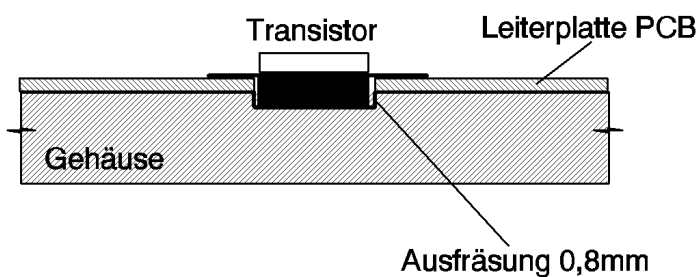 Transistor
Leiterplatte PCB
Gehäuse
Ausfräsung 0,8mm